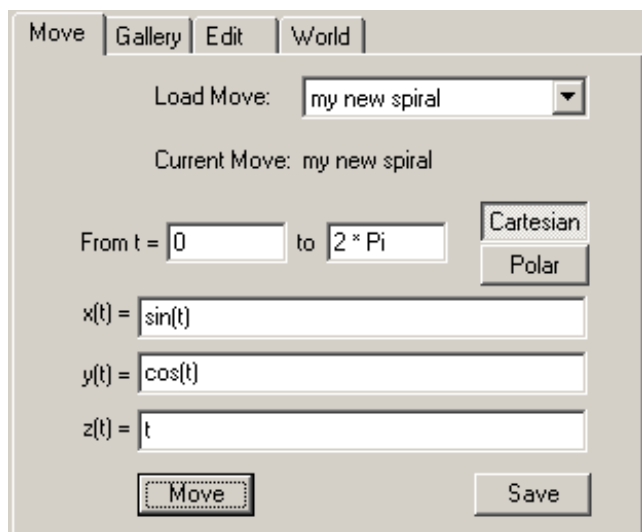 Move Gallery Edit World
Load Move: my new spiral
Current Move: my new spiral
From t = 0 to 2 * Pi Cartesian
Polar
x(t) = sin(t)
y(t) = cos(t)
z(t) = t
Move Save